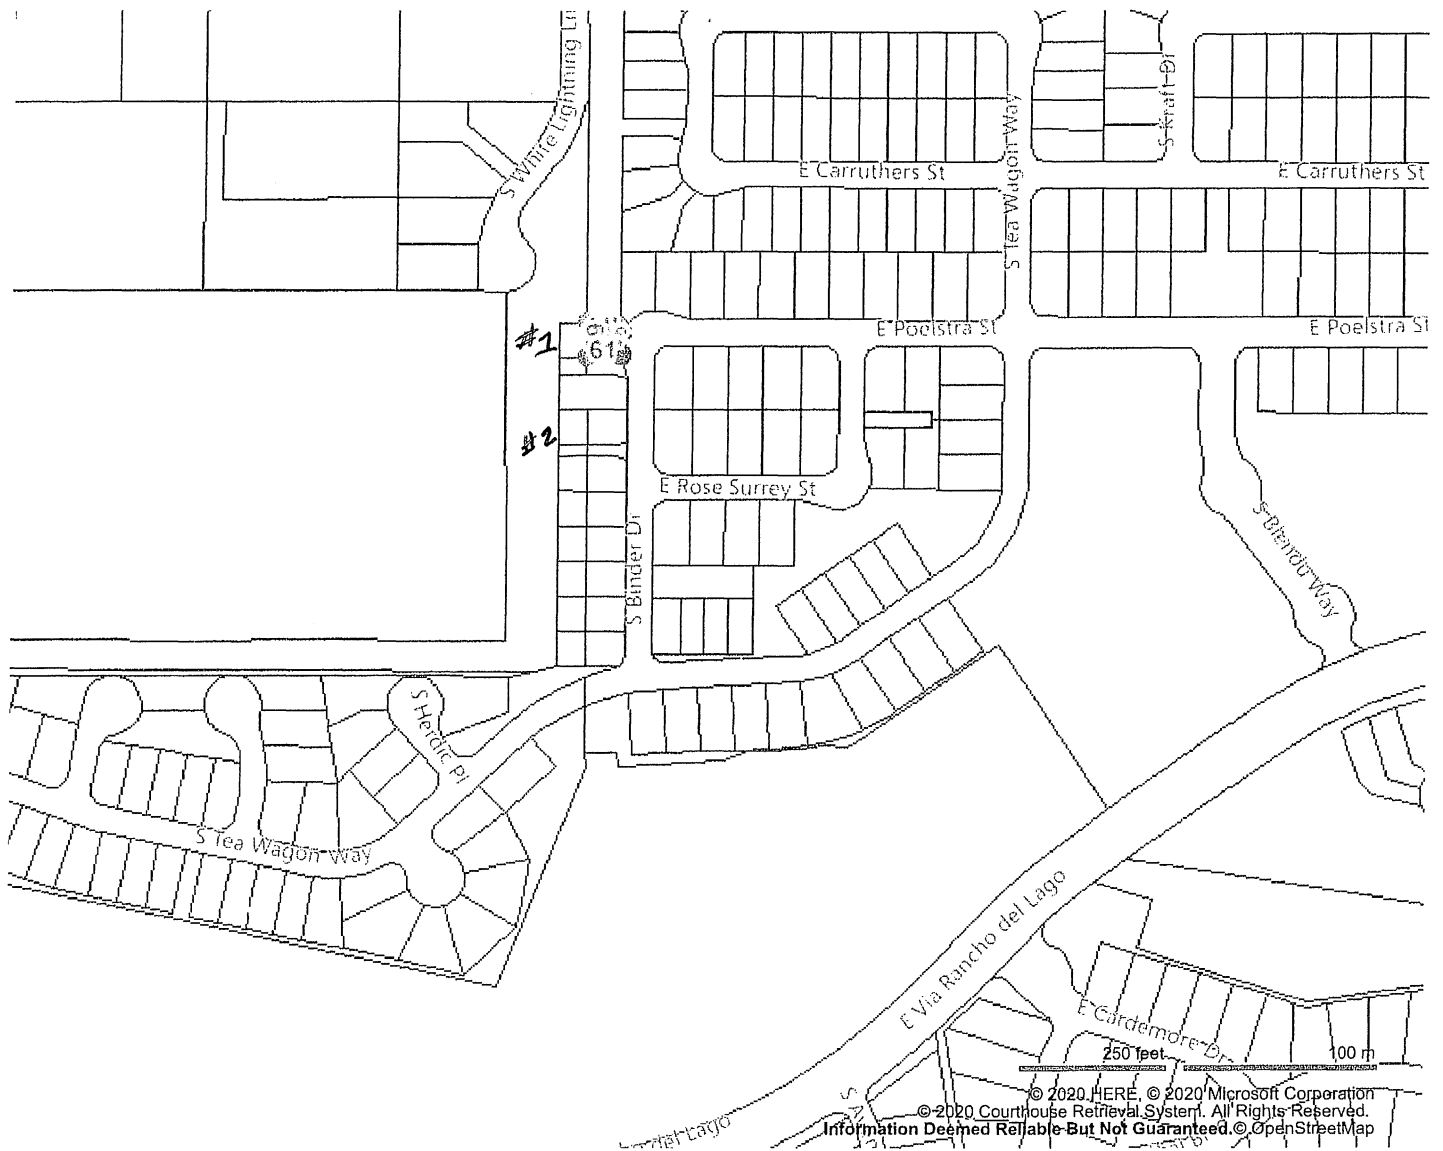 S White Lightning Ln
S Kraft Dr
S Tea Wagon Way
E Carruthers St
E Carruthers St
E Poelstra St
E Poelstra St
#1
61
#2
E Rose Surrey St
S Binder Dr
S Blendu Way
S Herdic Pl
S Tea Wagon Way
E Via Rancho del Lago
E Cardemore Dr
250 feet
100 m
© 2020 HERE, © 2020 Microsoft Corporation
© 2020 Courthouse Retrieval System. All Rights Reserved.
Information Deemed Reliable But Not Guaranteed.© OpenStreetMap
del Lago